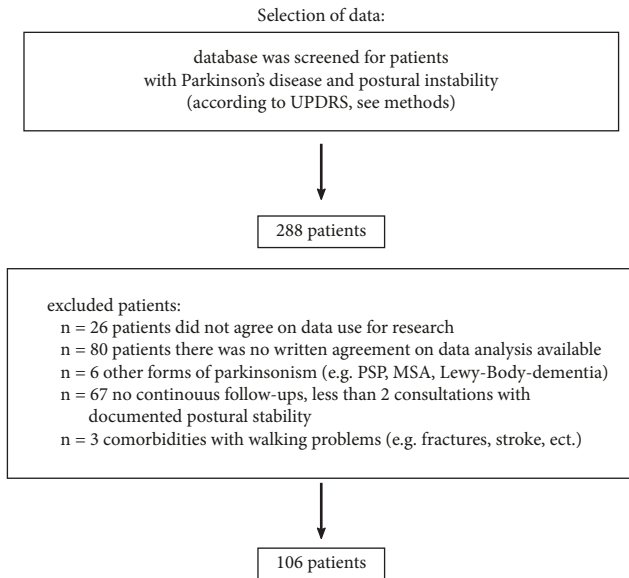 Selection of data:
database was screened for patients
with Parkinson's disease and postural instability
(according to UPDRS, see methods)
288 patients
excluded patients:
n = 26 patients did not agree on data use for research
n = 80 patients there was no written agreement on data analysis available
n = 6 other forms of parkinsonism (e.g. PSP, MSA, Lewy-Body-dementia)
n = 67 no continouus follow-ups, less than 2 consultations with
documented postural stability
n = 3 comorbidities with walking problems (e.g. fractures, stroke, ect.)
106 patients